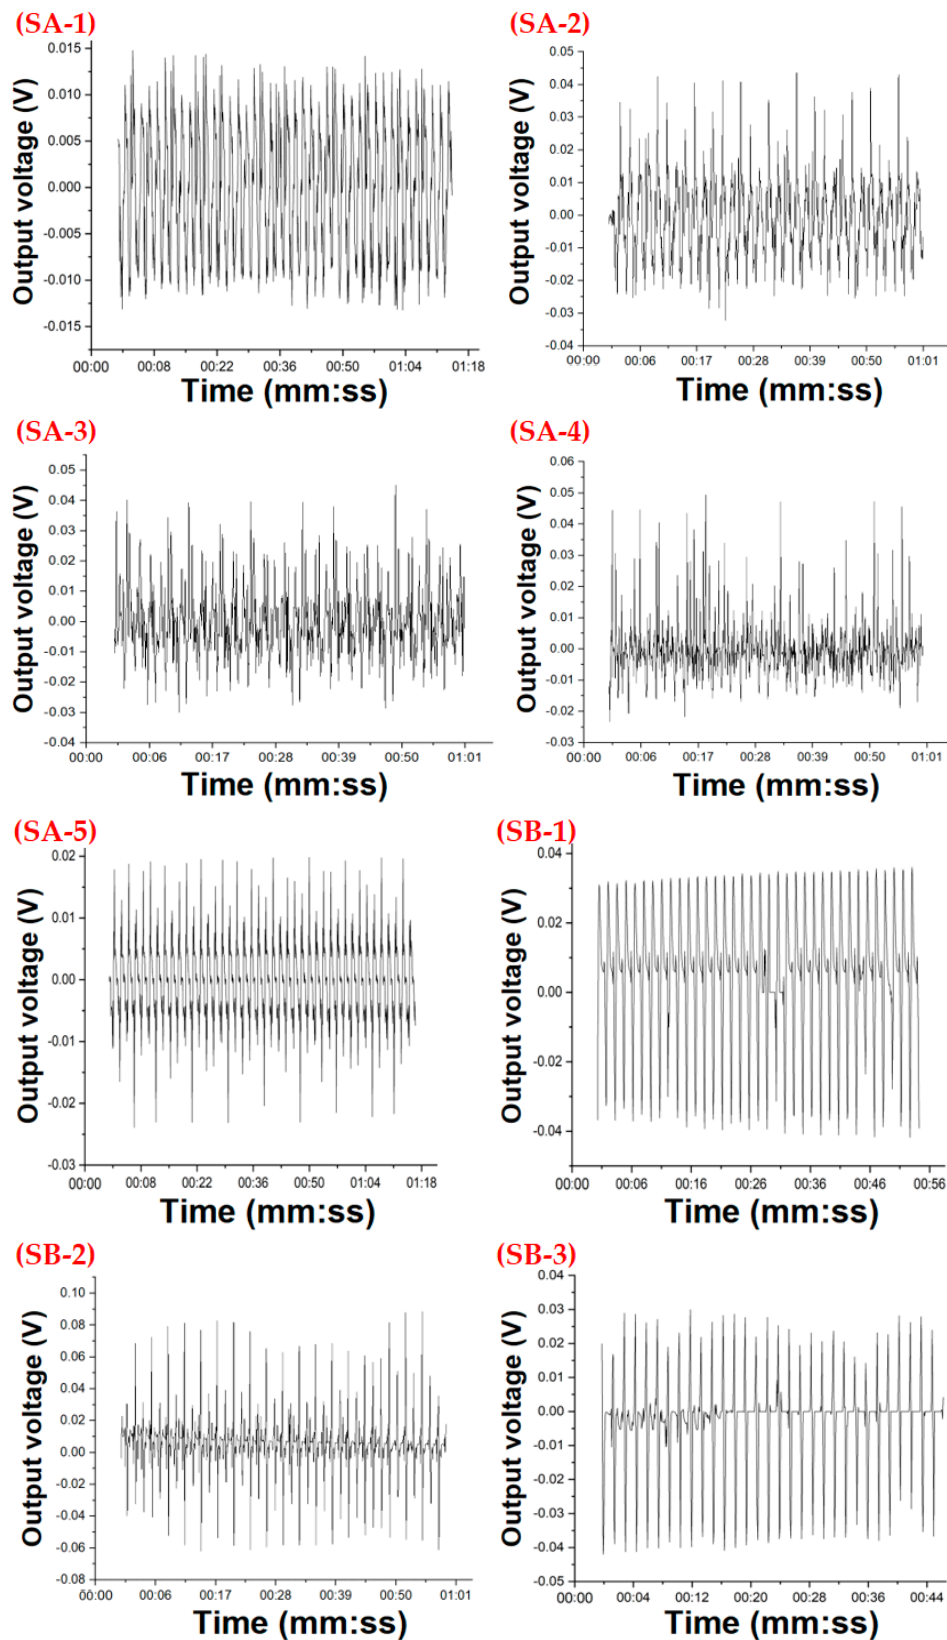 (SA-1)
0.015
0.010
0.005
0.000
-0.005
-0.010
-0.015
Output voltage (V)
00:00 00:08 00:22 00:36 00:50 01:04 01:18
Time (mm:ss)
(SA-2)
0.05
0.04
0.03
0.02
0.01
0.00
-0.01
-0.02
-0.03
-0.04
Output voltage (V)
00:00 00:06 00:17 00:28 00:39 00:50 01:01
Time (mm:ss)
(SA-3)
0.05
0.04
0.03
0.02
0.01
0.00
-0.01
-0.02
-0.03
-0.04
Output voltage (V)
00:00 00:06 00:17 00:28 00:39 00:50 01:01
Time (mm:ss)
(SA-4)
0.06
0.05
0.04
0.03
0.02
0.01
0.00
-0.01
-0.02
-0.03
Output voltage (V)
00:00 00:06 00:17 00:28 00:39 00:50 01:01
Time (mm:ss)
(SA-5)
0.02
0.01
0.00
-0.01
-0.02
-0.03
Output voltage (V)
00:00 00:08 00:22 00:36 00:50 01:04 01:18
Time (mm:ss)
(SB-1)
0.04
0.02
0.00
-0.02
-0.04
Output voltage (V)
00:00 00:06 00:16 00:26 00:36 00:46 00:56
Time (mm:ss)
(SB-2)
0.10
0.08
0.06
0.04
0.02
0.00
-0.02
-0.04
-0.06
-0.08
Output voltage (V)
00:00 00:06 00:17 00:28 00:39 00:50 01:01
Time (mm:ss)
(SB-3)
0.04
0.03
0.02
0.01
0.00
-0.01
-0.02
-0.03
-0.04
-0.05
Output voltage (V)
00:00 00:04 00:12 00:20 00:28 00:36 00:44
Time (mm:ss)